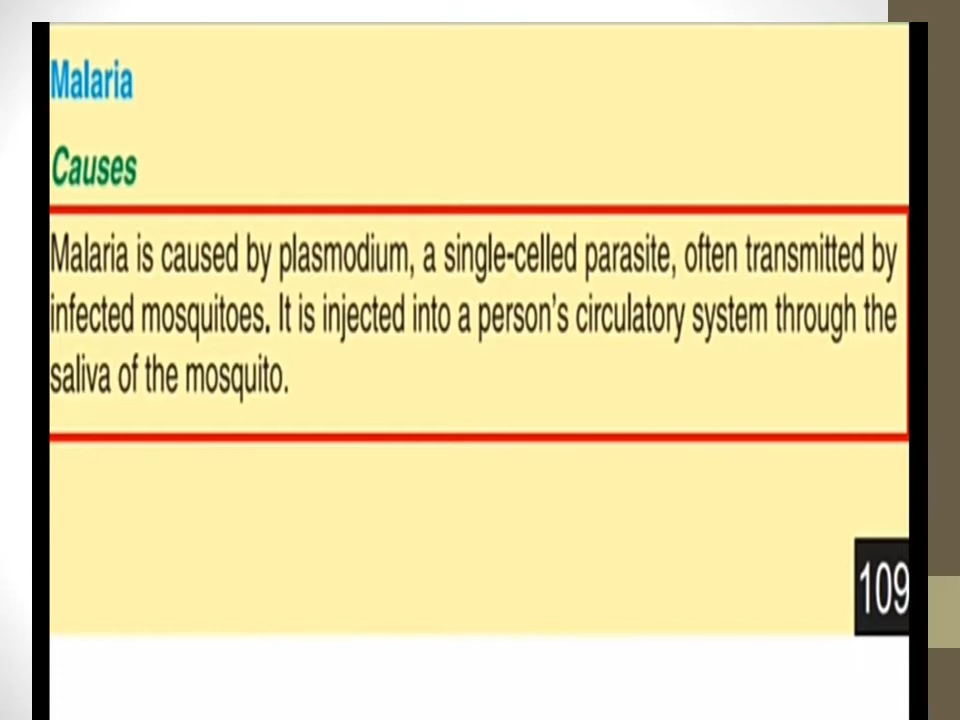 Malaria
Causes
Malaria is caused by plasmodium, a single-celled parasite, often transmitted by
infected mosquitoes. It is injected into a person's circulatory system through the
saliva of the mosquito.
109